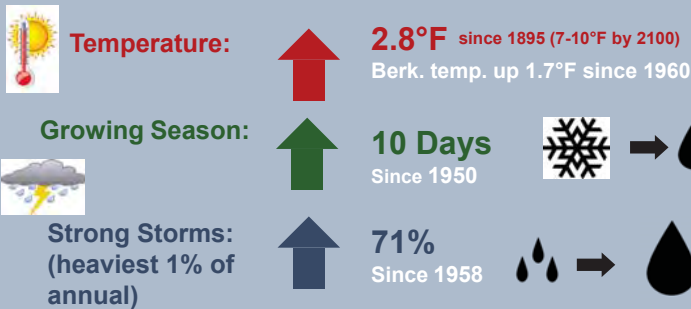 Temperature:
2.8°F since 1895 (7-10°F by 2100)
Berk. temp. up 1.7°F since 1960
Growing Season:
10 Days
Since 1950
Strong Storms:
(heaviest 1% of
annual)
71%
Since 1958